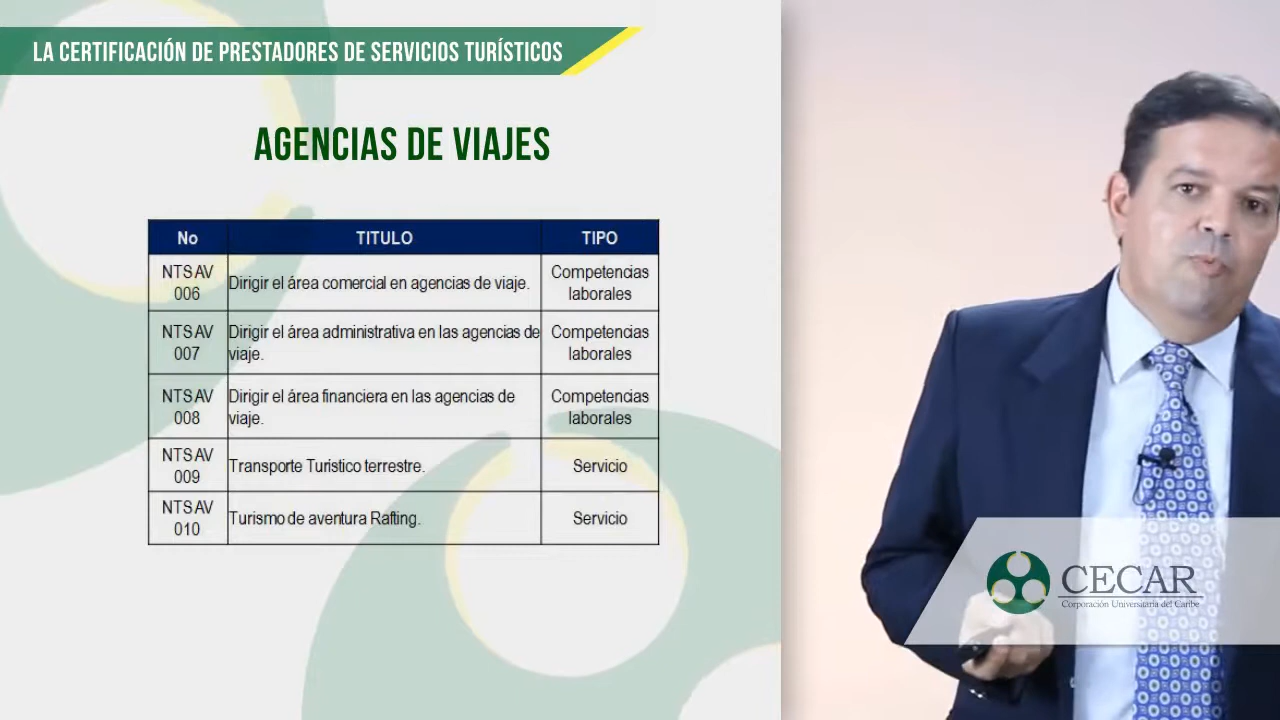 LA CERTIFICACIÓN DE PRESTADORES DE SERVICIOS TURÍSTICOS
AGENCIAS DE VIAJES
No TITULO TIPO
NTSAV 006 Dirigir el área comercial en agencias de viaje. Competencias laborales
NTSAV 007 Dirigir el área administrativa en las agencias de viaje. Competencias laborales
NTSAV 008 Dirigir el área financiera en las agencias de viaje. Competencias laborales
NTSAV 009 Transporte Turistico terrestre. Servicio
NTSAV 010 Turismo de aventura Rafting. Servicio
CECAR
Corporación Universitaria del Caribe